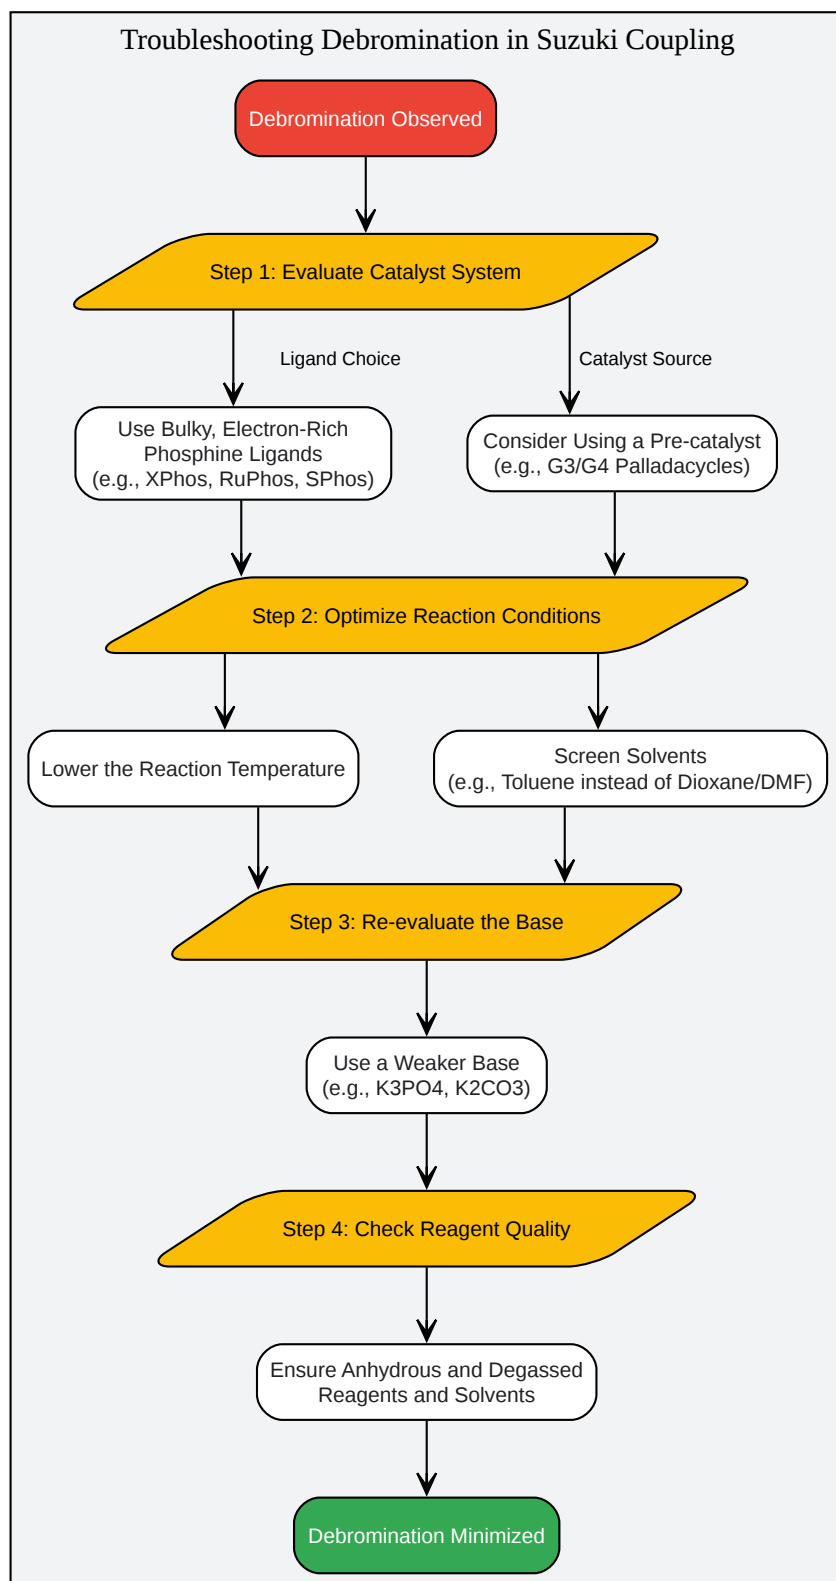 Troubleshooting Debromination in Suzuki Coupling
Debromination Observed
Step 1: Evaluate Catalyst System
Ligand Choice
Catalyst Source
Use Bulky, Electron-Rich
Phosphine Ligands
(e.g., XPhos, RuPhos, SPhos)
Consider Using a Pre-catalyst
(e.g., G3/G4 Palladacycles)
Step 2: Optimize Reaction Conditions
Lower the Reaction Temperature
Screen Solvents
(e.g., Toluene instead of Dioxane/DMF)
Step 3: Re-evaluate the Base
Use a Weaker Base
(e.g., K3PO4, K2CO3)
Step 4: Check Reagent Quality
Ensure Anhydrous and Degassed
Reagents and Solvents
Debromination Minimized